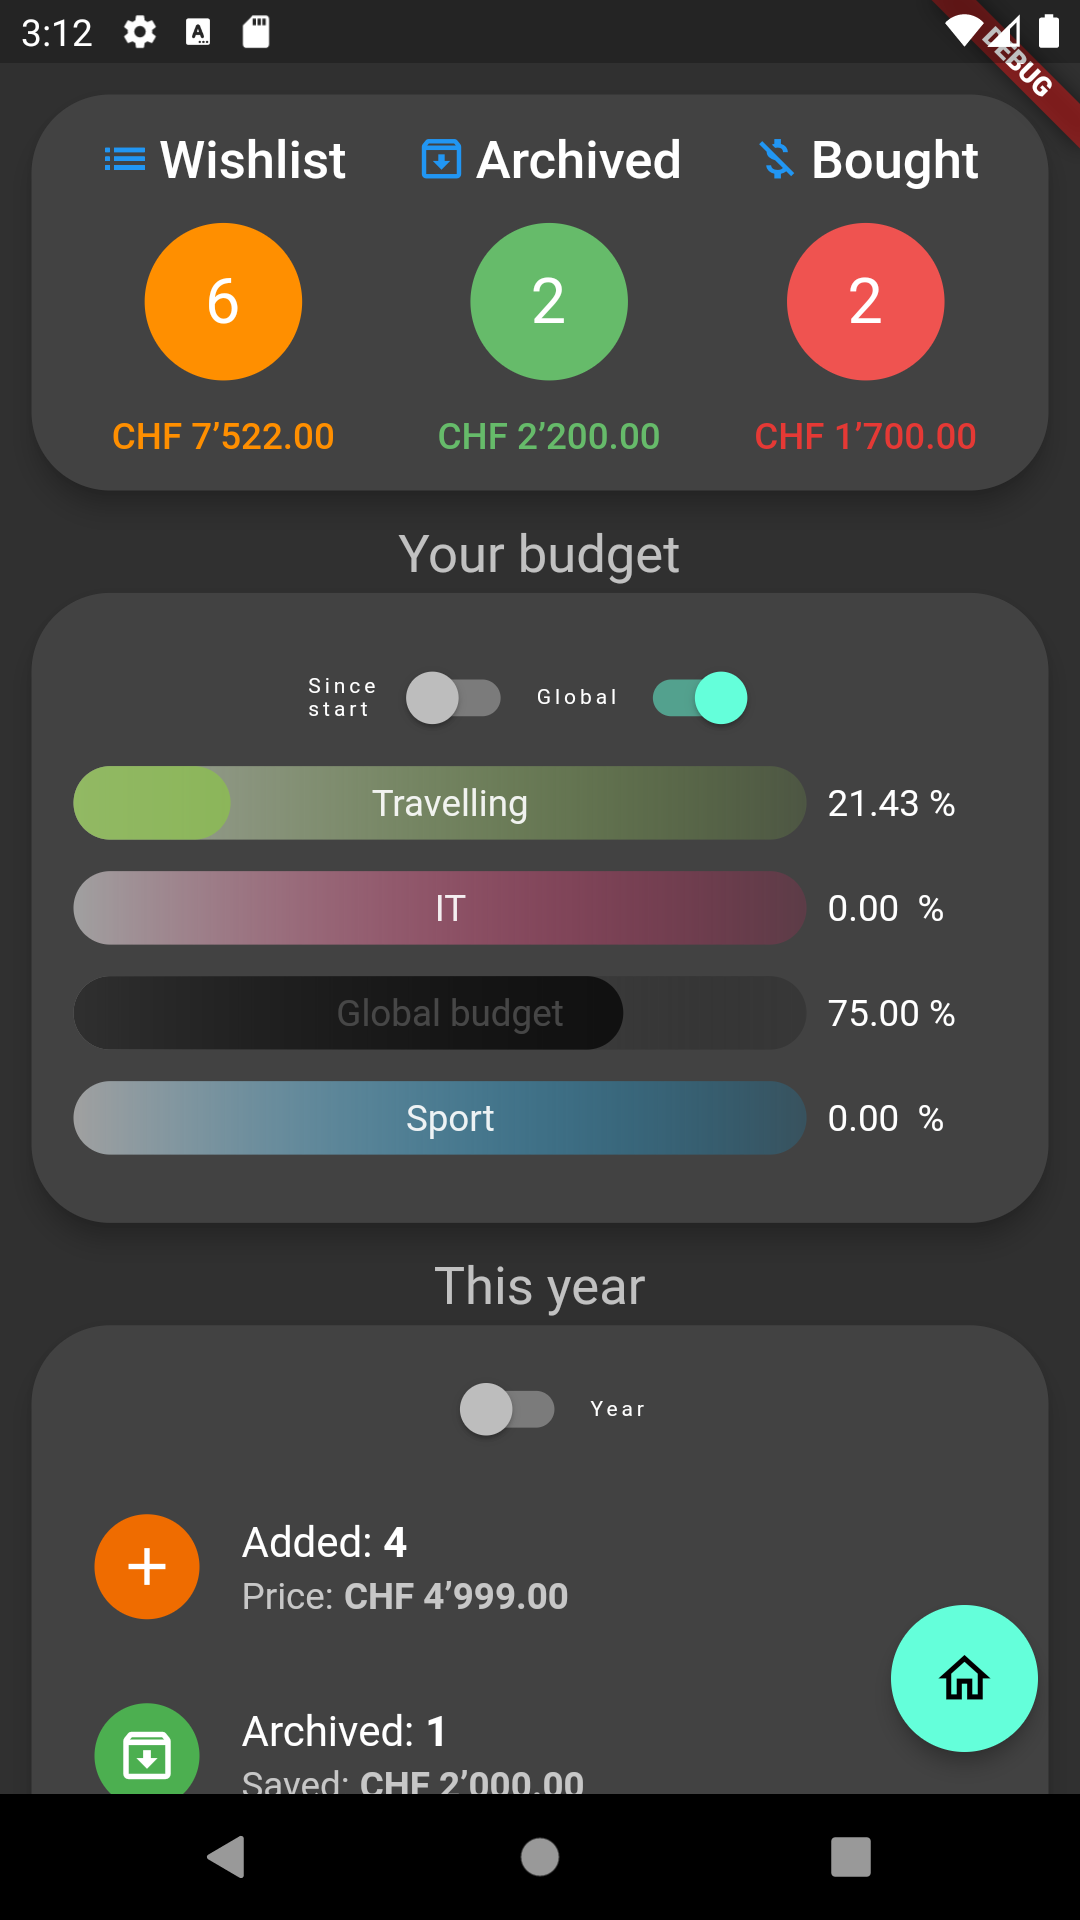 3:12
DEBUG
Wishlist Archived Bought
6 2 2
CHF 7’522.00 CHF 2’200.00 CHF 1’700.00
Your budget
Since
start
Global
Travelling 21.43 %
IT 0.00 %
Global budget 75.00 %
Sport 0.00 %
This year
Year
Added: 4
Price: CHF 4’999.00
Archived: 1
Saved: CHF 2’000.00